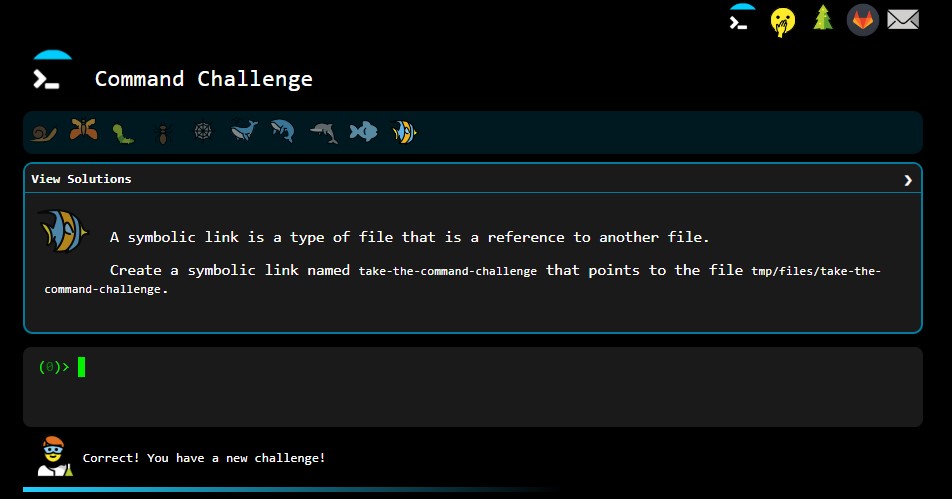 Command Challenge
View Solutions
A symbolic link is a type of file that is a reference to another file.
Create a symbolic link named take-the-command-challenge that points to the file tmp/files/take-the-
command-challenge.
(0)>
Correct! You have a new challenge!